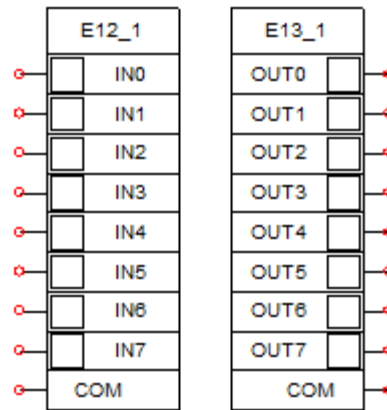 E12_1
IN0
IN1
IN2
IN3
IN4
IN5
IN6
IN7
COM
E13_1
OUT0
OUT1
OUT2
OUT3
OUT4
OUT5
OUT6
OUT7
COM